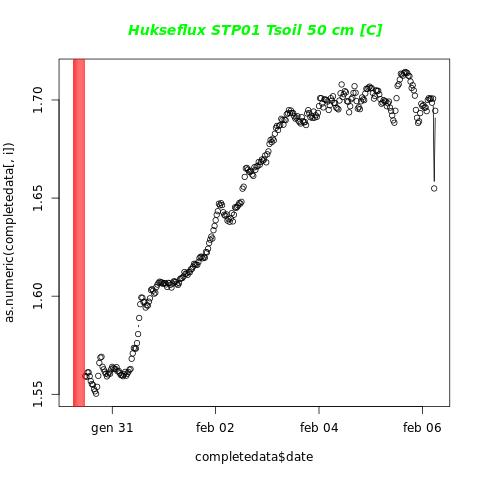 Hukseflux STP01 Tsoil 50 cm [C]
as.numeric(completedata[, i])
1.70
1.65
1.60
1.55
gen 31
feb 02
feb 04
feb 06
completedata$date